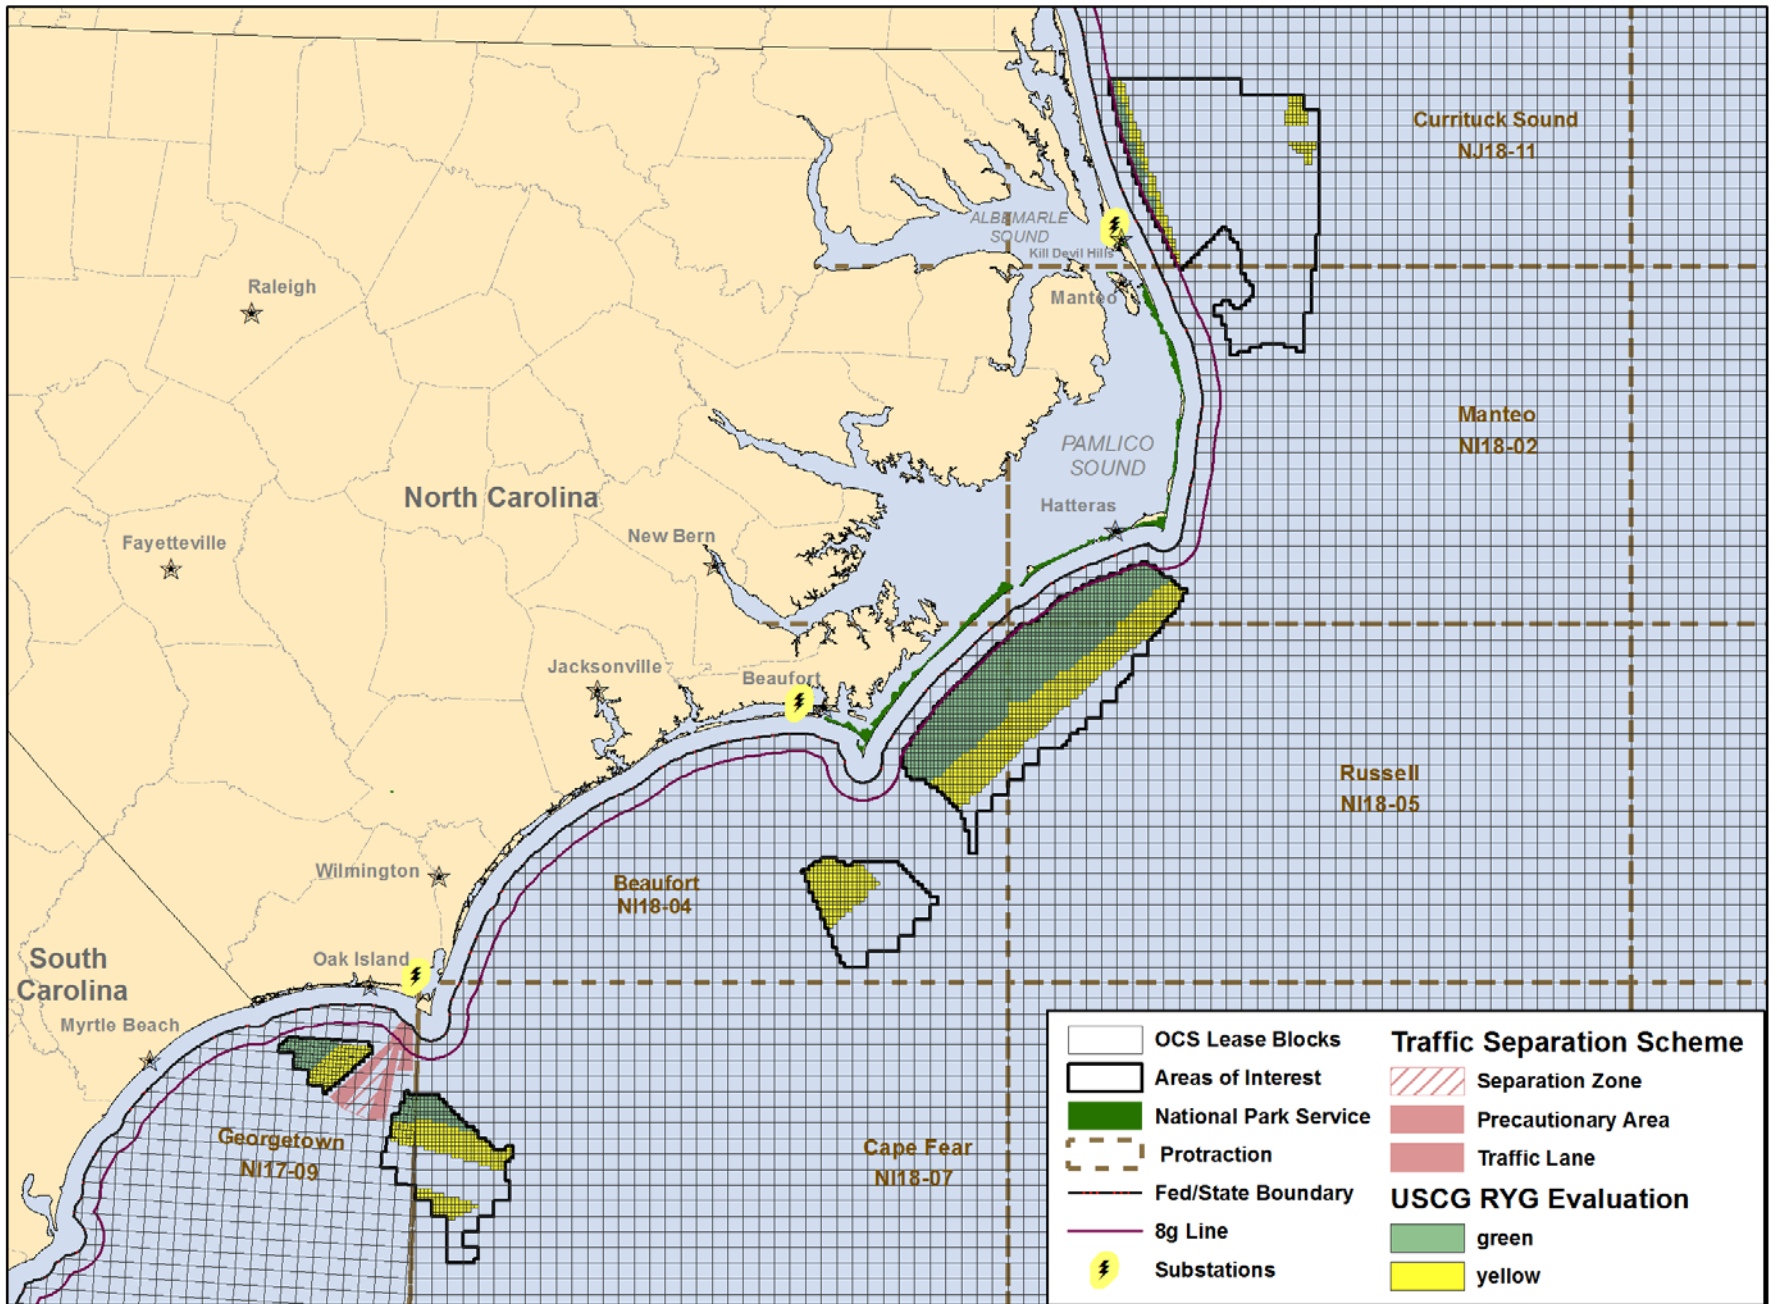 Currituck Sound
NJ18-11
ALBEMARLE
SOUND
Kill Devil Hills
Raleigh
Manteo
Manteo
NI18-02
PAMLICO
SOUND
North Carolina
Hatteras
Fayetteville
New Bern
Jacksonville
Beaufort
Russell
NI18-05
Wilmington
Beaufort
NI18-04
South
Carolina
Oak Island
Myrtle Beach
Georgetown
NI17-09
Cape Fear
NI18-07
OCS Lease Blocks
Areas of Interest
National Park Service
Protraction
Fed/State Boundary
8g Line
Substations
Traffic Separation Scheme
Separation Zone
Precautionary Area
Traffic Lane
USCG RYG Evaluation
green
yellow